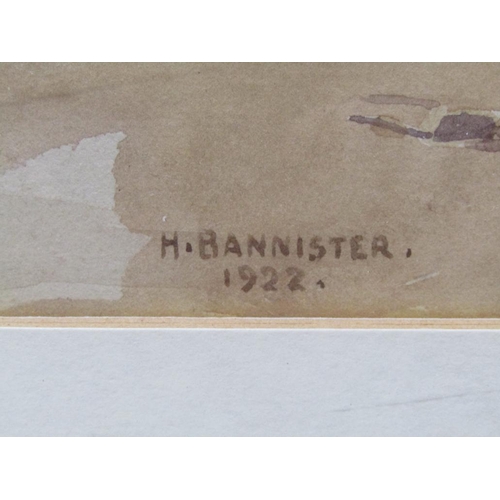 H. BANNISTER.
1922.